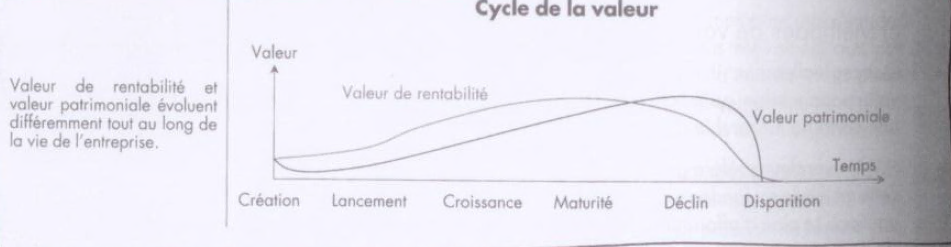 Cycle de la valeur
Valeur de rentabilité et
valeur patrimoniale évoluent
différemment tout au long de
la vie de l'entreprise.
Valeur
Valeur de rentabilité
Valeur patrimoniale
Temps
Création Lancement Croissance Maturité Déclin Disparition